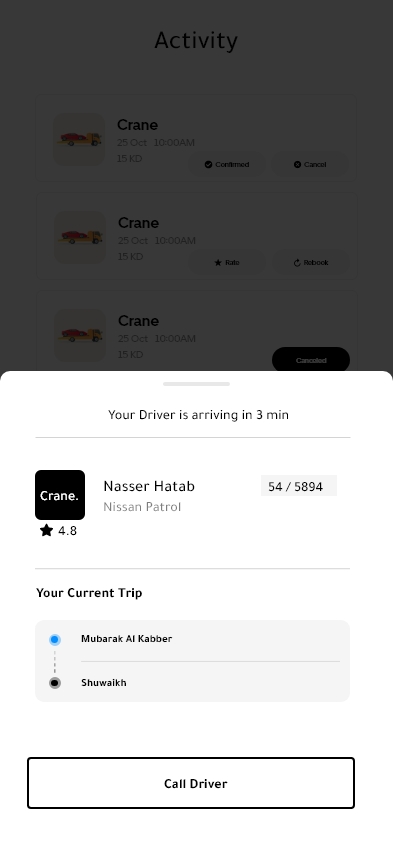 Activity
Crane
25 Oct 10:00AM
15 KD
Confirmed
Cancel
Crane
25 Oct 10:00AM
15 KD
Rate
Rebook
Crane
25 Oct 10:00AM
15 KD
Canceled
Your Driver is arriving in 3 min
Crane.
Nasser Hatab
54 / 5894
Nissan Patrol
4.8
Your Current Trip
Mubarak Al Kabber
Shuwaikh
Call Driver